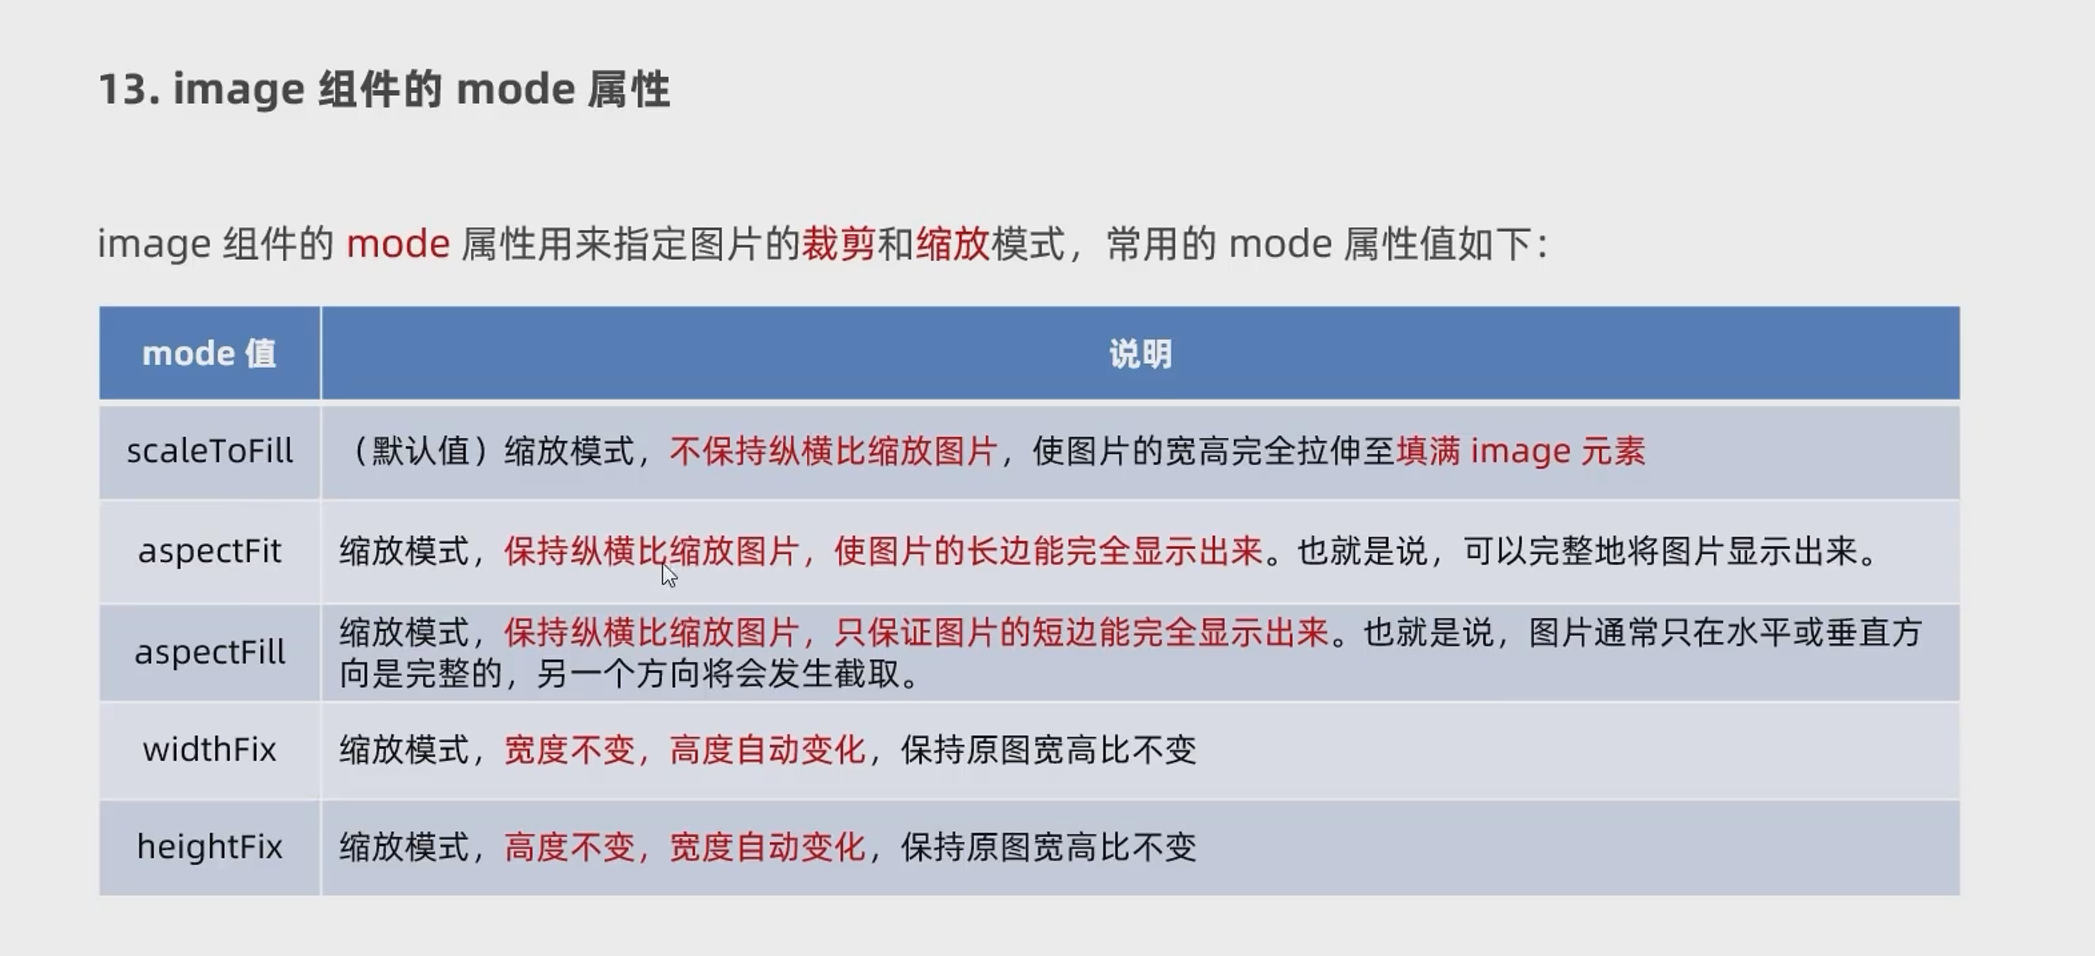 13. image 组件的 mode 属性
image 组件的 mode 属性用来指定图片的裁剪和缩放模式，常用的 mode 属性值如下：
mode 值
说明
scaleToFill
（默认值）缩放模式，不保持纵横比缩放图片，使图片的宽高完全拉伸至填满 image 元素
aspectFit
缩放模式，保持纵横比缩放图片，使图片的长边能完全显示出来。也就是说，可以完整地将图片显示出来。
aspectFill
缩放模式，保持纵横比缩放图片，只保证图片的短边能完全显示出来。也就是说，图片通常只在水平或垂直方
向是完整的，另一个方向将会发生截取。
widthFix
缩放模式，宽度不变，高度自动变化，保持原图宽高比不变
heightFix
缩放模式，高度不变，宽度自动变化，保持原图宽高比不变